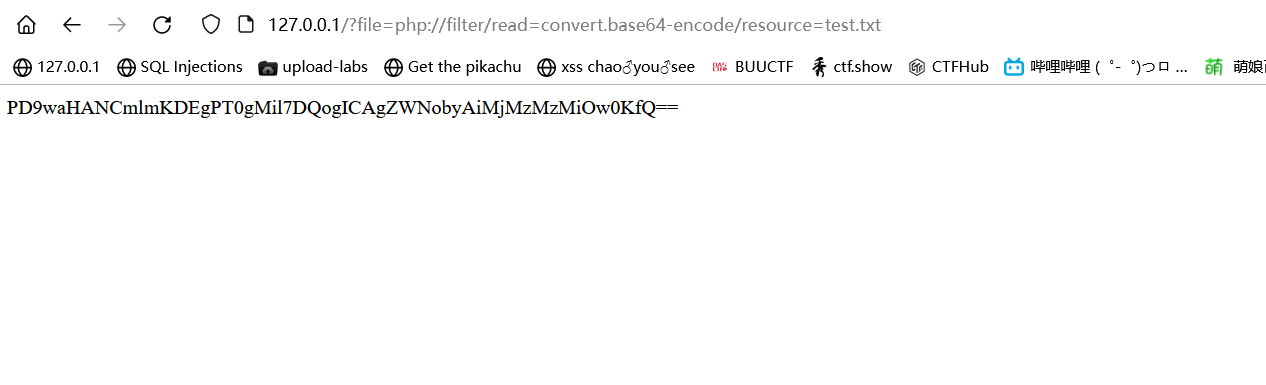 127.0.0.1/?file=php://filter/read=convert.base64-encode/resource=test.txt
127.0.0.1 SQL Injections upload-labs Get the pikachu xss chao♂you♂see BUUCTF ctf.show CTFHub 哔哩哔哩 ( ゜- ゜)つロ ... 萌娘
PD9waHANCmlmKDEgPT0gMil7DQogICAgZWNobyAiMjMzMzMiOw0KfQ==